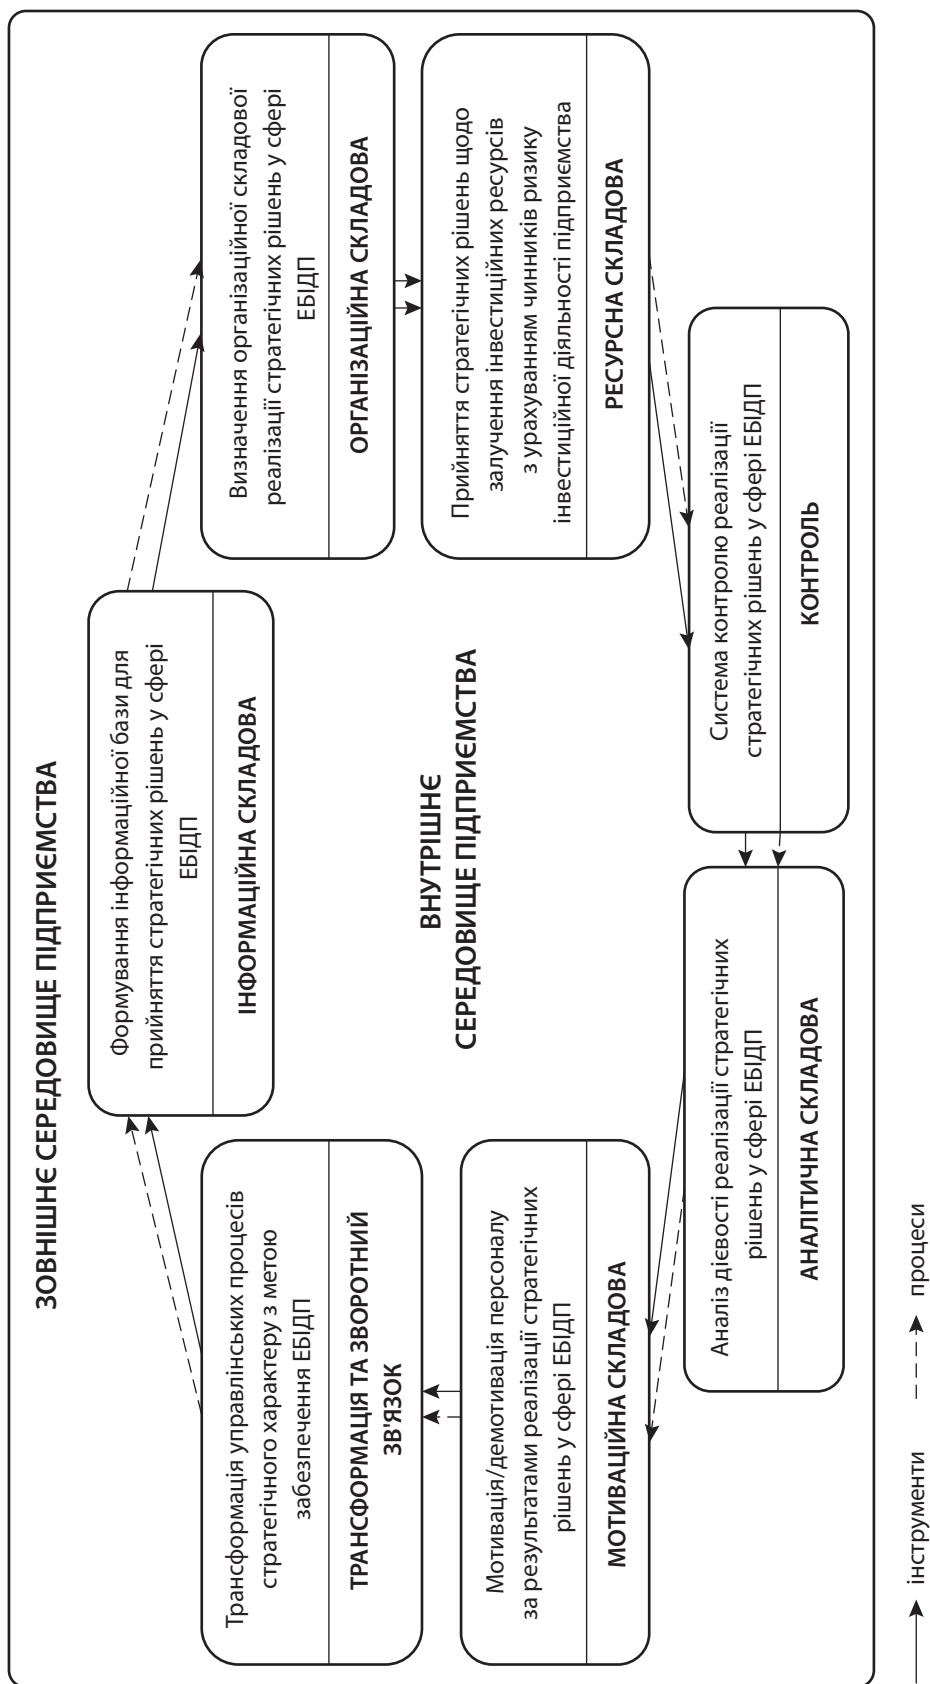 ЗОВНІШНЄ СЕРЕДОВИЩЕ ПІДПРИЄМСТВА
Формування інформаційної бази для
прийняття стратегічних рішень у сфері
ЕБІДП
ІНФОРМАЦІЙНА СКЛАДОВА
Визначення організаційної складової
реалізації стратегічних рішень у сфері
ЕБІДП
ОРГАНІЗАЦІЙНА СКЛАДОВА
Прийняття стратегічних рішень щодо
залучення інвестиційних ресурсів
з урахуванням чинників ризику
інвестиційної діяльності підприємства
РЕСУРСНА СКЛАДОВА
Система контролю реалізації
стратегічних рішень у сфері ЕБІДП
КОНТРОЛЬ
Аналіз дієвості реалізації стратегічних
рішень у сфері ЕБІДП
АНАЛІТИЧНА СКЛАДОВА
Мотивація/демотивація персоналу
за результатами реалізації стратегічних
рішень у сфері ЕБІДП
МОТИВАЦІЙНА СКЛАДОВА
Трансформація управлінських процесів
стратегічного характеру з метою
забезпечення ЕБІДП
ТРАНСФОРМАЦІЯ ТА ЗВОРОТНИЙ
ЗВ'ЯЗОК
ВНУТРІШНЄ
СЕРЕДОВИЩЕ ПІДПРИЄМСТВА
інструменти
процеси